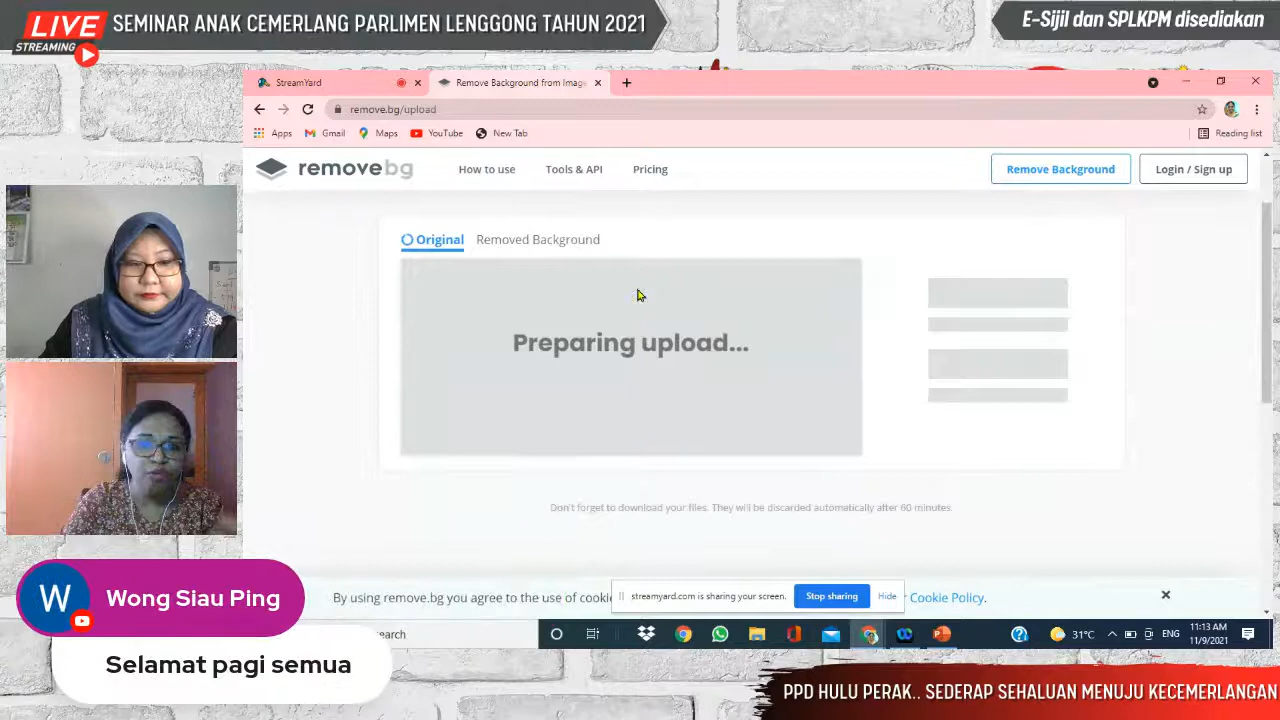 LIVE
STREAMING
SEMINAR ANAK CEMERLANG PARLIMEN LENGGONG TAHUN 2021
E-Sijil dan SPLKPM disediakan
StreamYard
Remove Background from Image
remove.bg/upload
Apps
Gmail
Maps
YouTube
New Tab
Reading list
removebg
How to use
Tools & API
Pricing
Remove Background
Login / Sign up
Original
Removed Background
Preparing upload...
Don't forget to download your files. They will be discarded automatically after 60 minutes.
By using remove.bg you agree to the use of cookie
Cookie Policy.
streamyard.com is sharing your screen.
Stop sharing
Hide
W
Wong Siau Ping
Selamat pagi semua
earch
31°C
ENG
11:13 AM
11/9/2021
PPD HULU PERAK.. SEDERAP SEHALUAN MENUJU KECEMERLANGAN